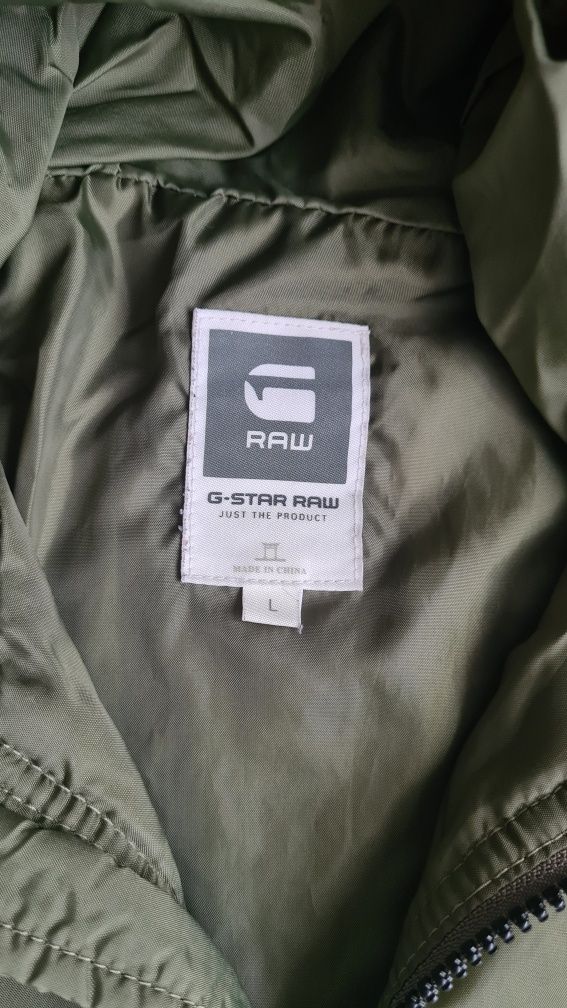 RAW
G-STAR RAW
JUST THE PRODUCT
MADE IN CHINA
L